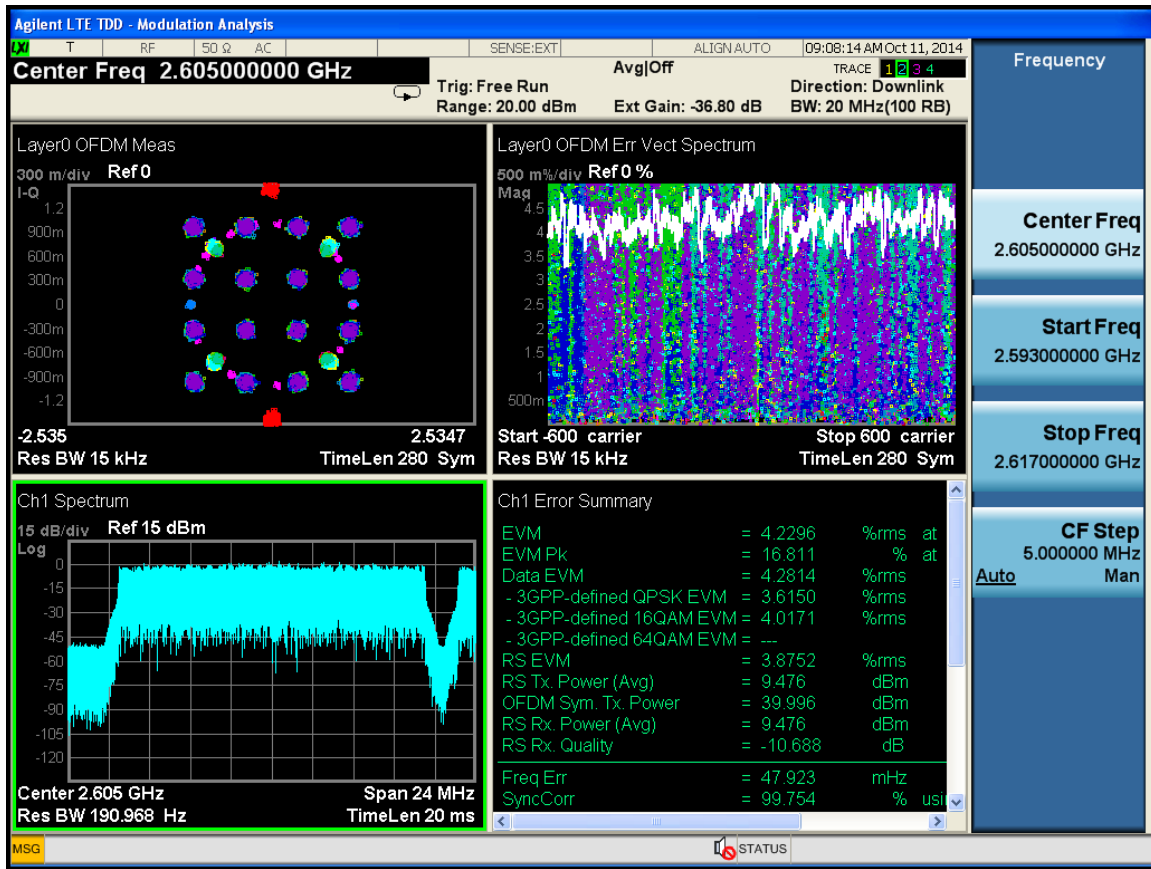 Agilent LTE TDD - Modulation Analysis
LXI T RF 50 Ω AC SENSE:EXT ALIGN AUTO 09:08:14 AM Oct 11, 2014
Center Freq 2.605000000 GHz
Avg|Off
TRACE 1 2 3 4
Trig: Free Run
Direction: Downlink
Range: 20.00 dBm Ext Gain: -36.80 dB BW: 20 MHz(100 RB)
Layer0 OFDM Meas
300 m/div Ref 0
I-Q
1.2
900m
600m
300m
0
-300m
-600m
-900m
-1.2
-2.535 2.5347
Res BW 15 kHz TimeLen 280 Sym
Layer0 OFDM Err Vect Spectrum
500 m%/div Ref 0 %
Mag
4.5
4
3.5
3
2.5
2
1.5
1
500m
Start -600 carrier Stop 600 carrier
Res BW 15 kHz TimeLen 280 Sym
Ch1 Spectrum
15 dB/div Ref 15 dBm
Log
0
-15
-30
-45
-60
-75
-90
-105
-120
Center 2.605 GHz Span 24 MHz
Res BW 190.968 Hz TimeLen 20 ms
Ch1 Error Summary
EVM = 4.2296 %rms at
EVM Pk = 16.811 % at
Data EVM = 4.2814 %rms
- 3GPP-defined QPSK EVM = 3.6150 %rms
- 3GPP-defined 16QAM EVM = 4.0171 %rms
- 3GPP-defined 64QAM EVM = ---
RS EVM = 3.8752 %rms
RS Tx. Power (Avg) = 9.476 dBm
OFDM Sym. Tx. Power = 39.996 dBm
RS Rx. Power (Avg) = 9.476 dBm
RS Rx. Quality = -10.688 dB
Freq Err = 47.923 mHz
SyncCorr = 99.754 % usi
Frequency
Center Freq
2.605000000 GHz
Start Freq
2.593000000 GHz
Stop Freq
2.617000000 GHz
CF Step
5.000000 MHz
Auto Man
MSG STATUS